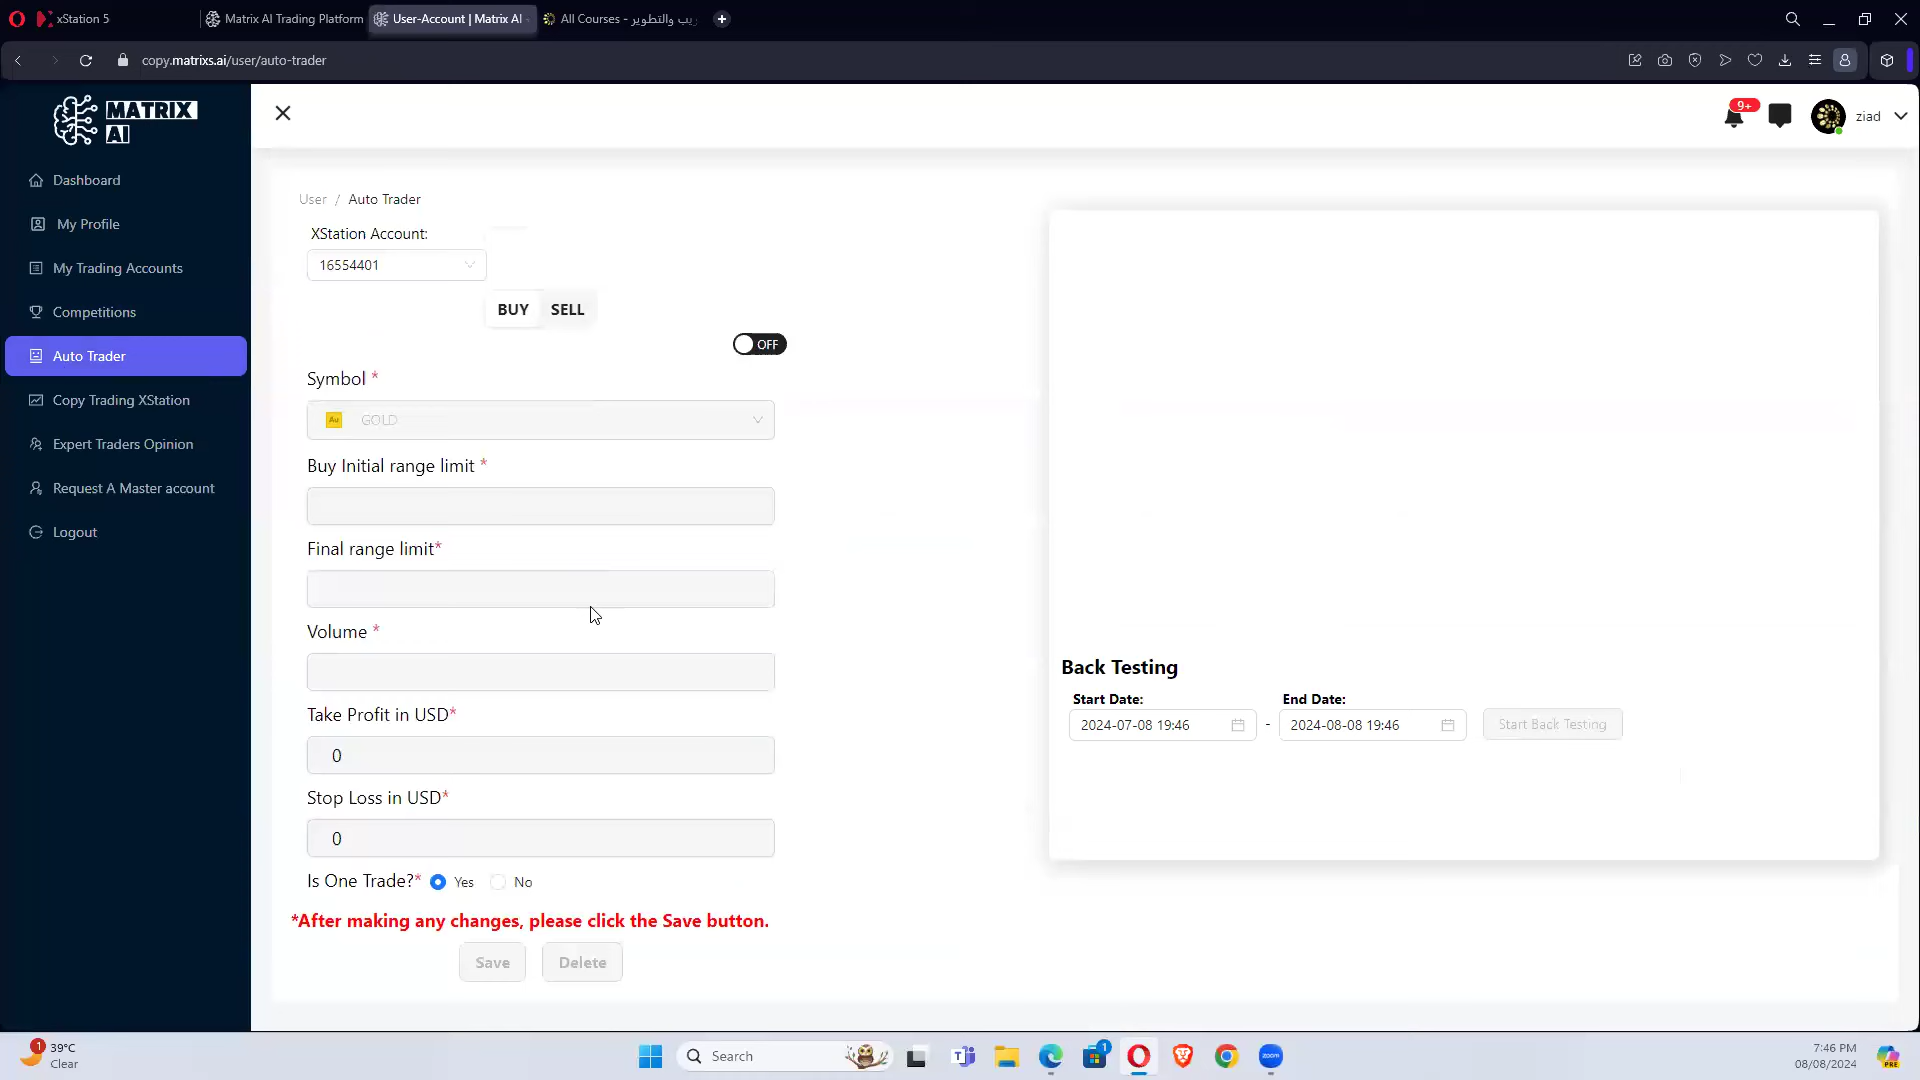 xStation 5
Matrix AI Trading Platform
User-Account | Matrix AI
All Courses - ريب والتطوير
copy.matrixs.ai/user/auto-trader
MATRIX
AI
9+
ziad
Dashboard
My Profile
My Trading Accounts
Competitions
Auto Trader
Copy Trading XStation
Expert Traders Opinion
Request A Master account
Logout
User / Auto Trader
XStation Account:
16554401
BUY SELL
OFF
Symbol *
Au GOLD
Buy Initial range limit *
Final range limit*
Volume *
Take Profit in USD*
0
Stop Loss in USD*
0
Is One Trade?* Yes No
*After making any changes, please click the Save button.
Save Delete
Back Testing
Start Date: End Date:
2024-07-08 19:46 - 2024-08-08 19:46 Start Back Testing
1
39°C
Clear
Search
1
zoom
7:46 PM
08/08/2024
PRE